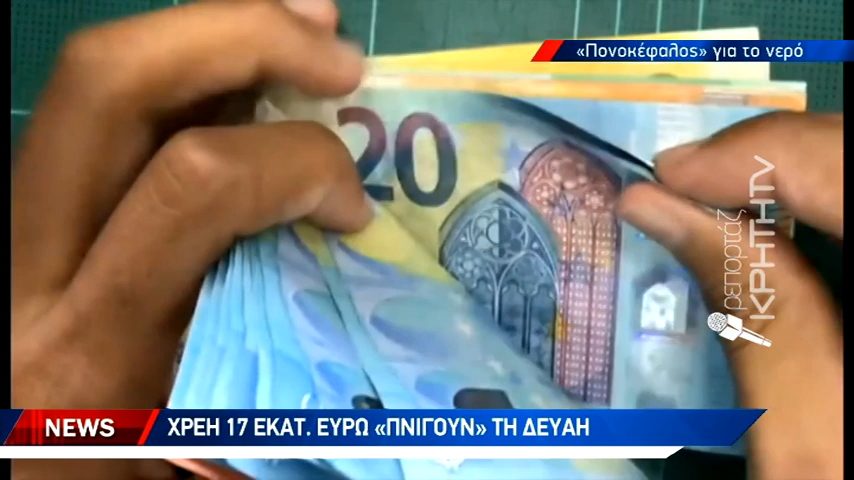 «Πονοκέφαλος» για το νερό
20
ρεπορτάζ
ΚΡΗΤΗTV
NEWS ΧΡΕΗ 17 ΕΚΑΤ. ΕΥΡΩ «ΠΝΙΓΟΥΝ» ΤΗ ΔΕΥΑΗ